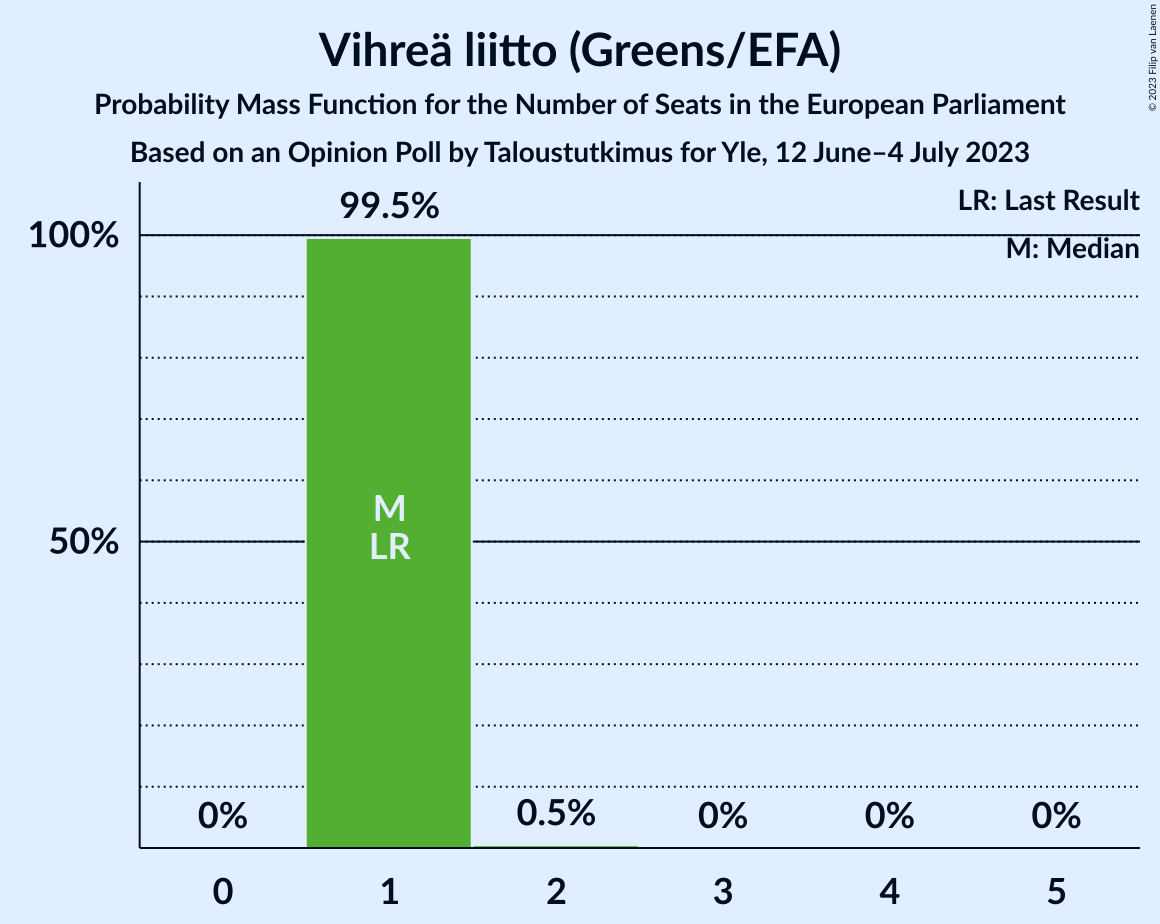 Vihreä liitto (Greens/EFA)
Probability Mass Function for the Number of Seats in the European Parliament
Based on an Opinion Poll by Taloustutkimus for Yle, 12 June–4 July 2023
© 2023 Filip van Laenen
LR: Last Result
M: Median
100%
50%
99.5%
M
LR
0%
0.5%
0%
0%
0%
0
1
2
3
4
5